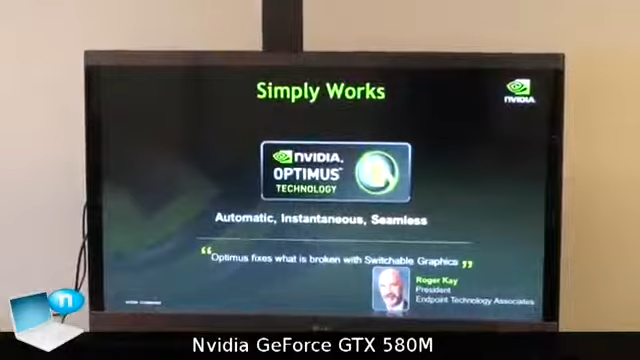 Simply Works
NVIDIA
NVIDIA.
OPTIMUS™
TECHNOLOGY
Automatic, Instantaneous, Seamless
“Optimus fixes what is broken with Switchable Graphics”
Roger Kay
President
Endpoint Technology Associates
n
Nvidia GeForce GTX 580M